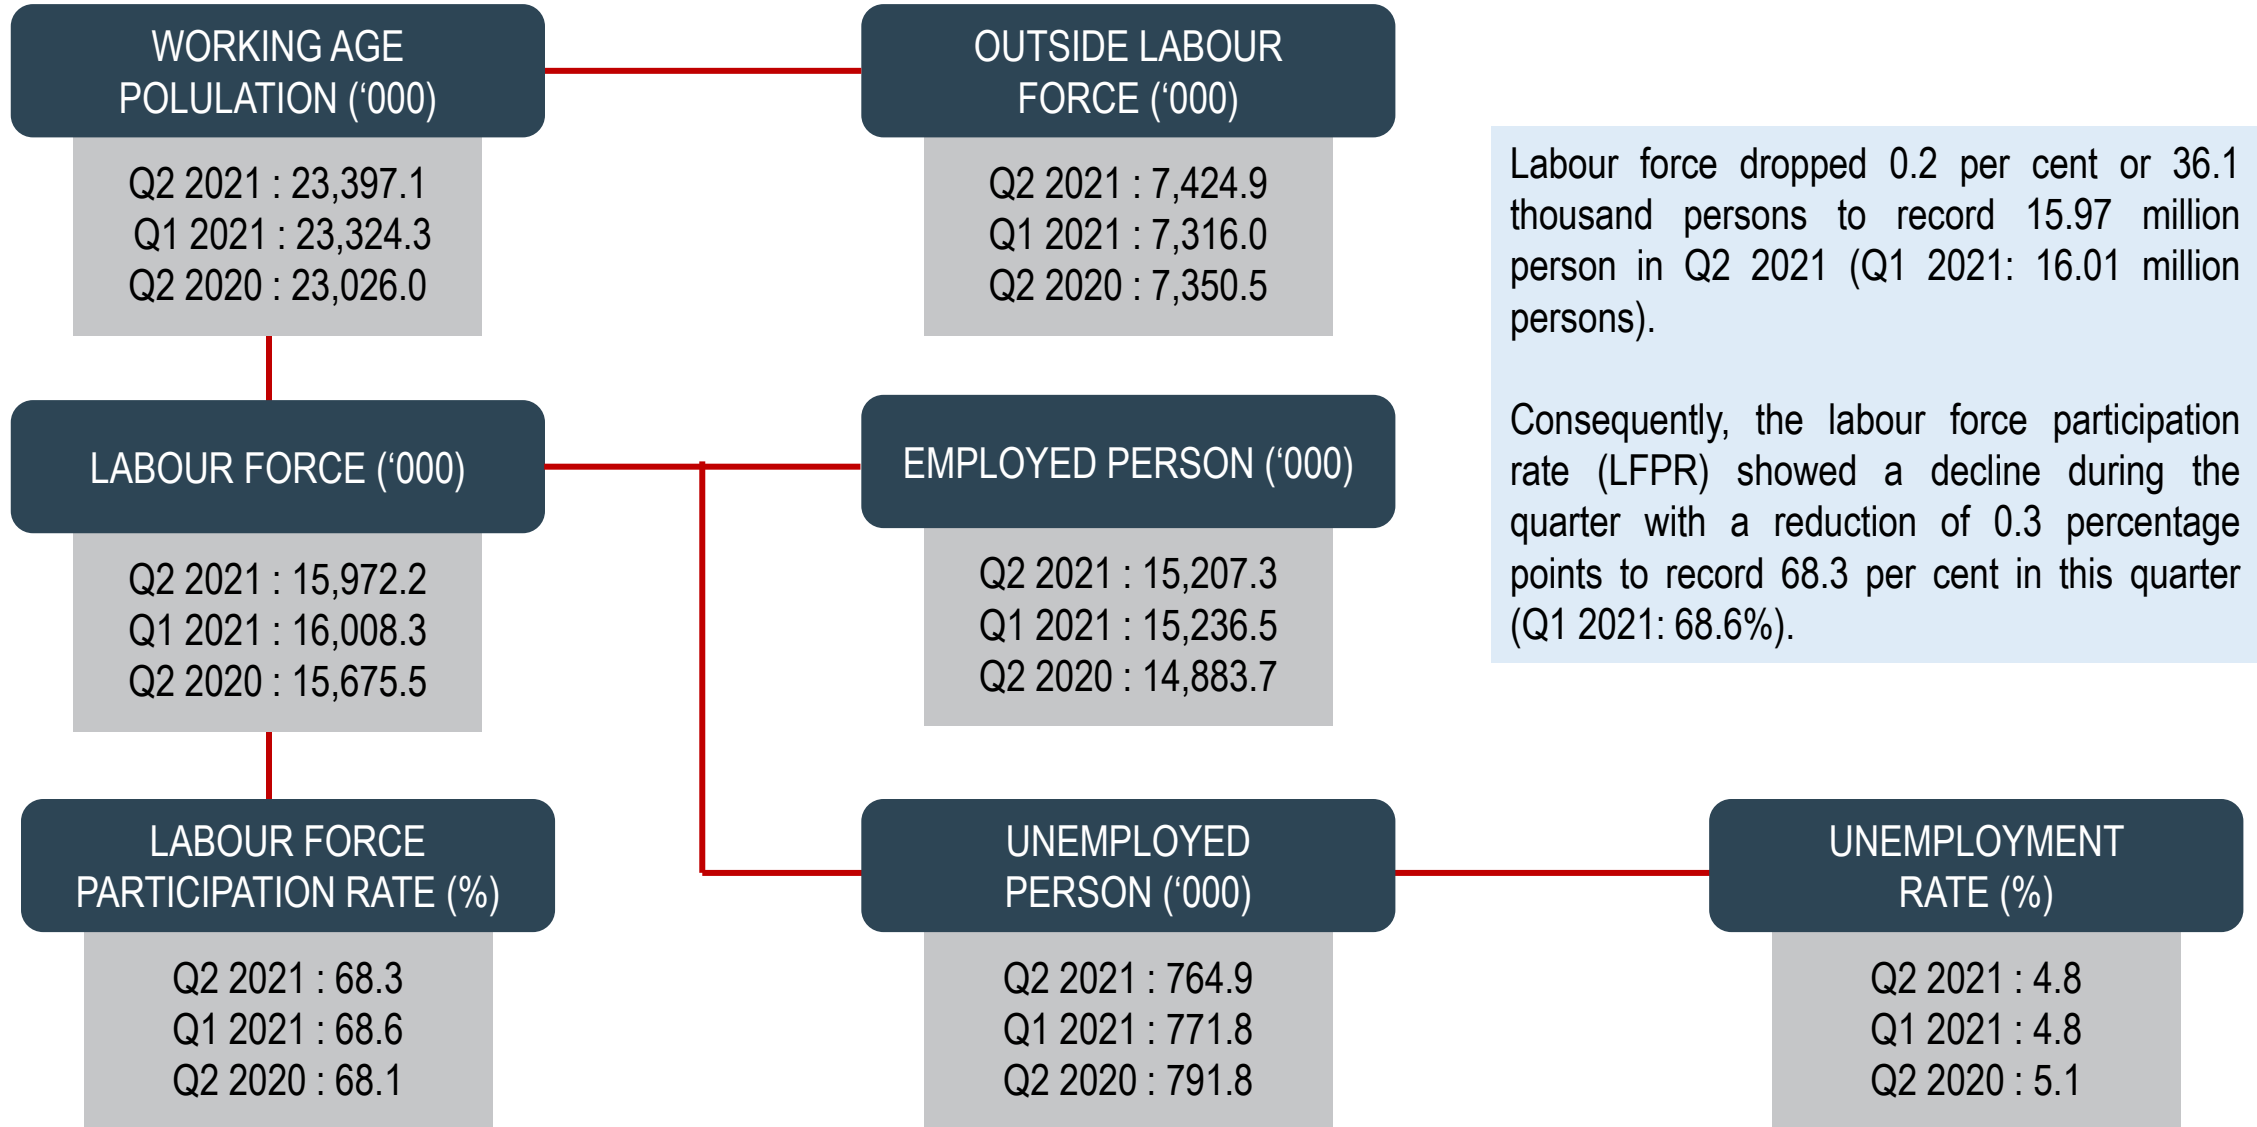 WORKING AGE
POLULATION (‘000)
Q2 2021 : 23,397.1
Q1 2021 : 23,324.3
Q2 2020 : 23,026.0
OUTSIDE LABOUR
FORCE (‘000)
Q2 2021 : 7,424.9
Q1 2021 : 7,316.0
Q2 2020 : 7,350.5
Labour force dropped 0.2 per cent or 36.1
thousand persons to record 15.97 million
person in Q2 2021 (Q1 2021: 16.01 million
persons).
Consequently, the labour force participation
rate (LFPR) showed a decline during the
quarter with a reduction of 0.3 percentage
points to record 68.3 per cent in this quarter
(Q1 2021: 68.6%).
LABOUR FORCE (‘000)
Q2 2021 : 15,972.2
Q1 2021 : 16,008.3
Q2 2020 : 15,675.5
EMPLOYED PERSON (‘000)
Q2 2021 : 15,207.3
Q1 2021 : 15,236.5
Q2 2020 : 14,883.7
LABOUR FORCE
PARTICIPATION RATE (%)
Q2 2021 : 68.3
Q1 2021 : 68.6
Q2 2020 : 68.1
UNEMPLOYED
PERSON (‘000)
Q2 2021 : 764.9
Q1 2021 : 771.8
Q2 2020 : 791.8
UNEMPLOYMENT
RATE (%)
Q2 2021 : 4.8
Q1 2021 : 4.8
Q2 2020 : 5.1